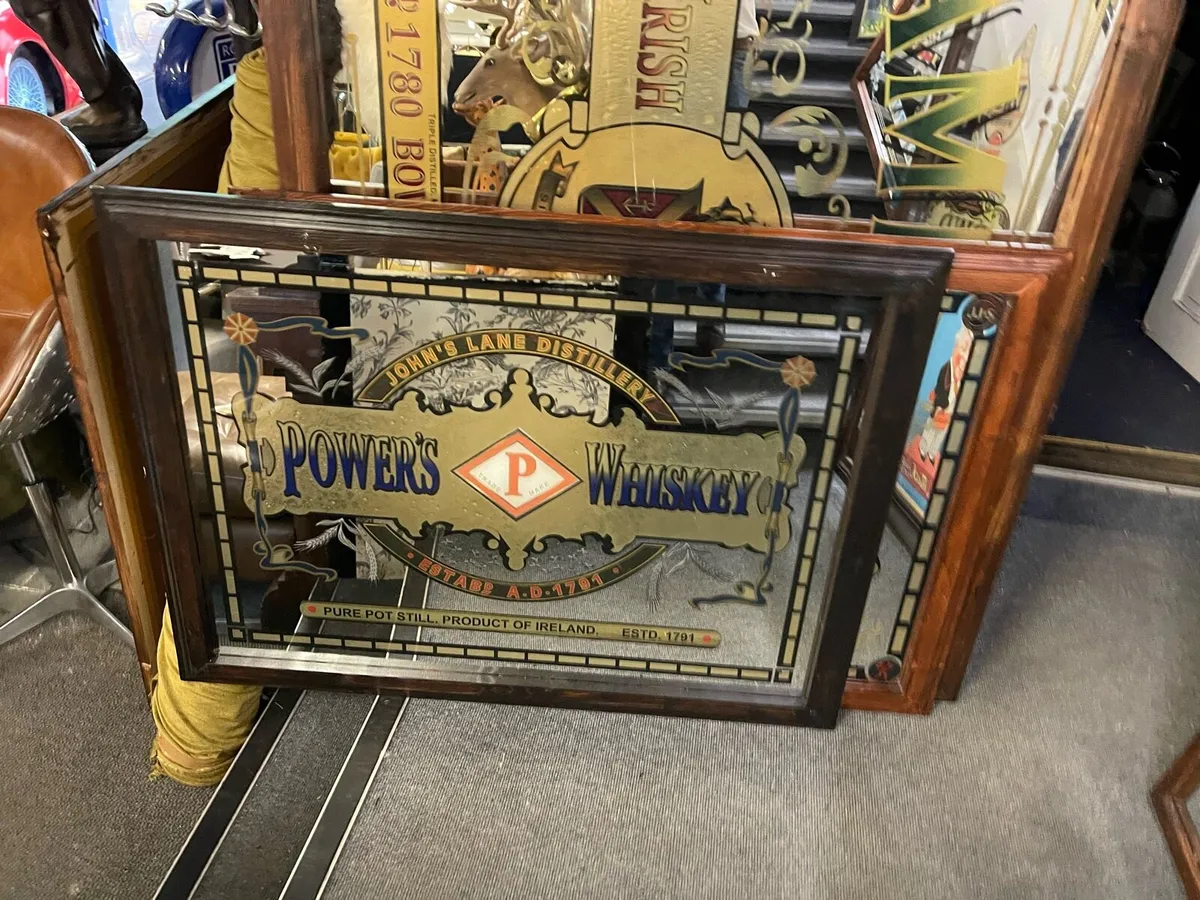 1780 BOW
TRIPLE DISTILLED
IRISH
JOHN'S LANE DISTILLERY
POWER'S
P
TRADE MARK
WHISKEY
ESTABD A.D. 1791
PURE POT STILL. PRODUCT OF IRELAND. ESTD. 1791